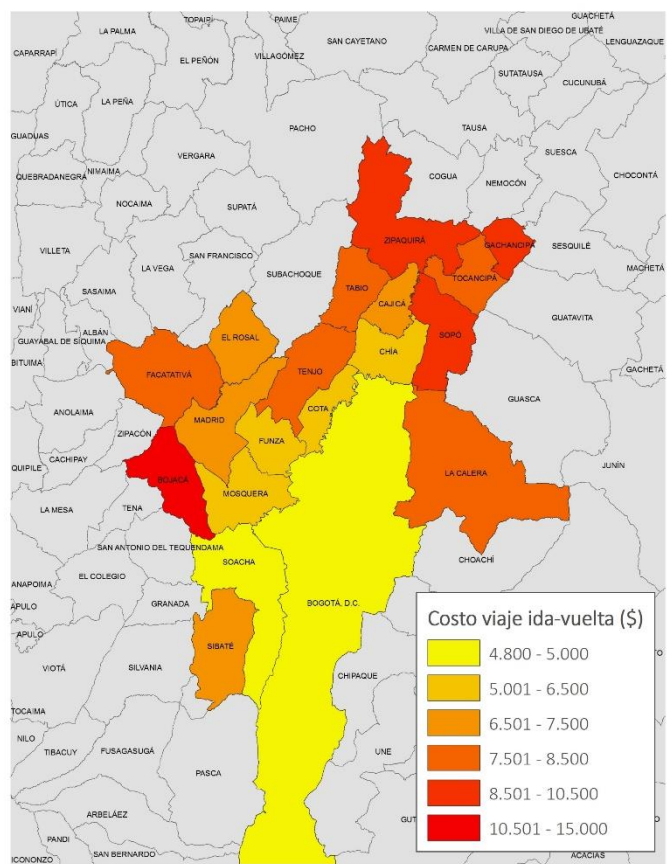 TOPAIPÍ
PAIME
GUACHETÁ
LA PALMA
VILLA DE SAN DIEGO DE UBATÉ
SAN CAYETANO
LENGUAZAQUE
CARMEN DE CARUPA
CAPARRAPÍ
EL PEÑÓN
VILLAGÓMEZ
SUTATAUSA
CUCUNUBÁ
ÚTICA
LA PEÑA
PACHO
TAUSA
GUADUAS
SUESCA
VERGARA
NIMAIMA
QUEBRADANEGRA
COGUA
NEMOCÓN
CHOCONTÁ
NOCAIMA
SUPATÁ
ZIPAQUIRÁ
GACHANCIPÁ
SESQUILÉ
VILLETA
SAN FRANCISCO
LA VEGA
SUBACHOQUE
MACHETÁ
TOCANCIPÁ
SASAIMA
TABIO
CAJICÁ
VIANÍ
GUATAVITA
ALBÁN
SOPÓ
GUAYABAL DE SÍQUIMA
EL ROSAL
CHÍA
BITUIMA
FACATATIVÁ
TENJO
GACHETÁ
GUASCA
ANOLAIMA
COTA
MADRID
ZIPACÓN
FUNZA
CACHIPAY
QUIPILE
JUNÍN
LA CALERA
BOJACÁ
MOSQUERA
LA MESA
TENA
SAN ANTONIO DEL TEQUENDAMA
CHOACHÍ
SOACHA
EL COLEGIO
ANAPOIMA
BOGOTÁ, D.C.
GRANADA
APULO
APULO
SIBATÉ
VIOTÁ
SILVANIA
CHIPAQUE
TOCAIMA
NILO
TIBACUY
FUSAGASUGÁ
UNE
PASCA
ARBELÁEZ
PANDI
SAN BERNARDO
ICONONZO
ACACIAS
Costo viaje ida-vuelta ($)
4.800 - 5.000
5.001 - 6.500
6.501 - 7.500
7.501 - 8.500
8.501 - 10.500
10.501 - 15.000